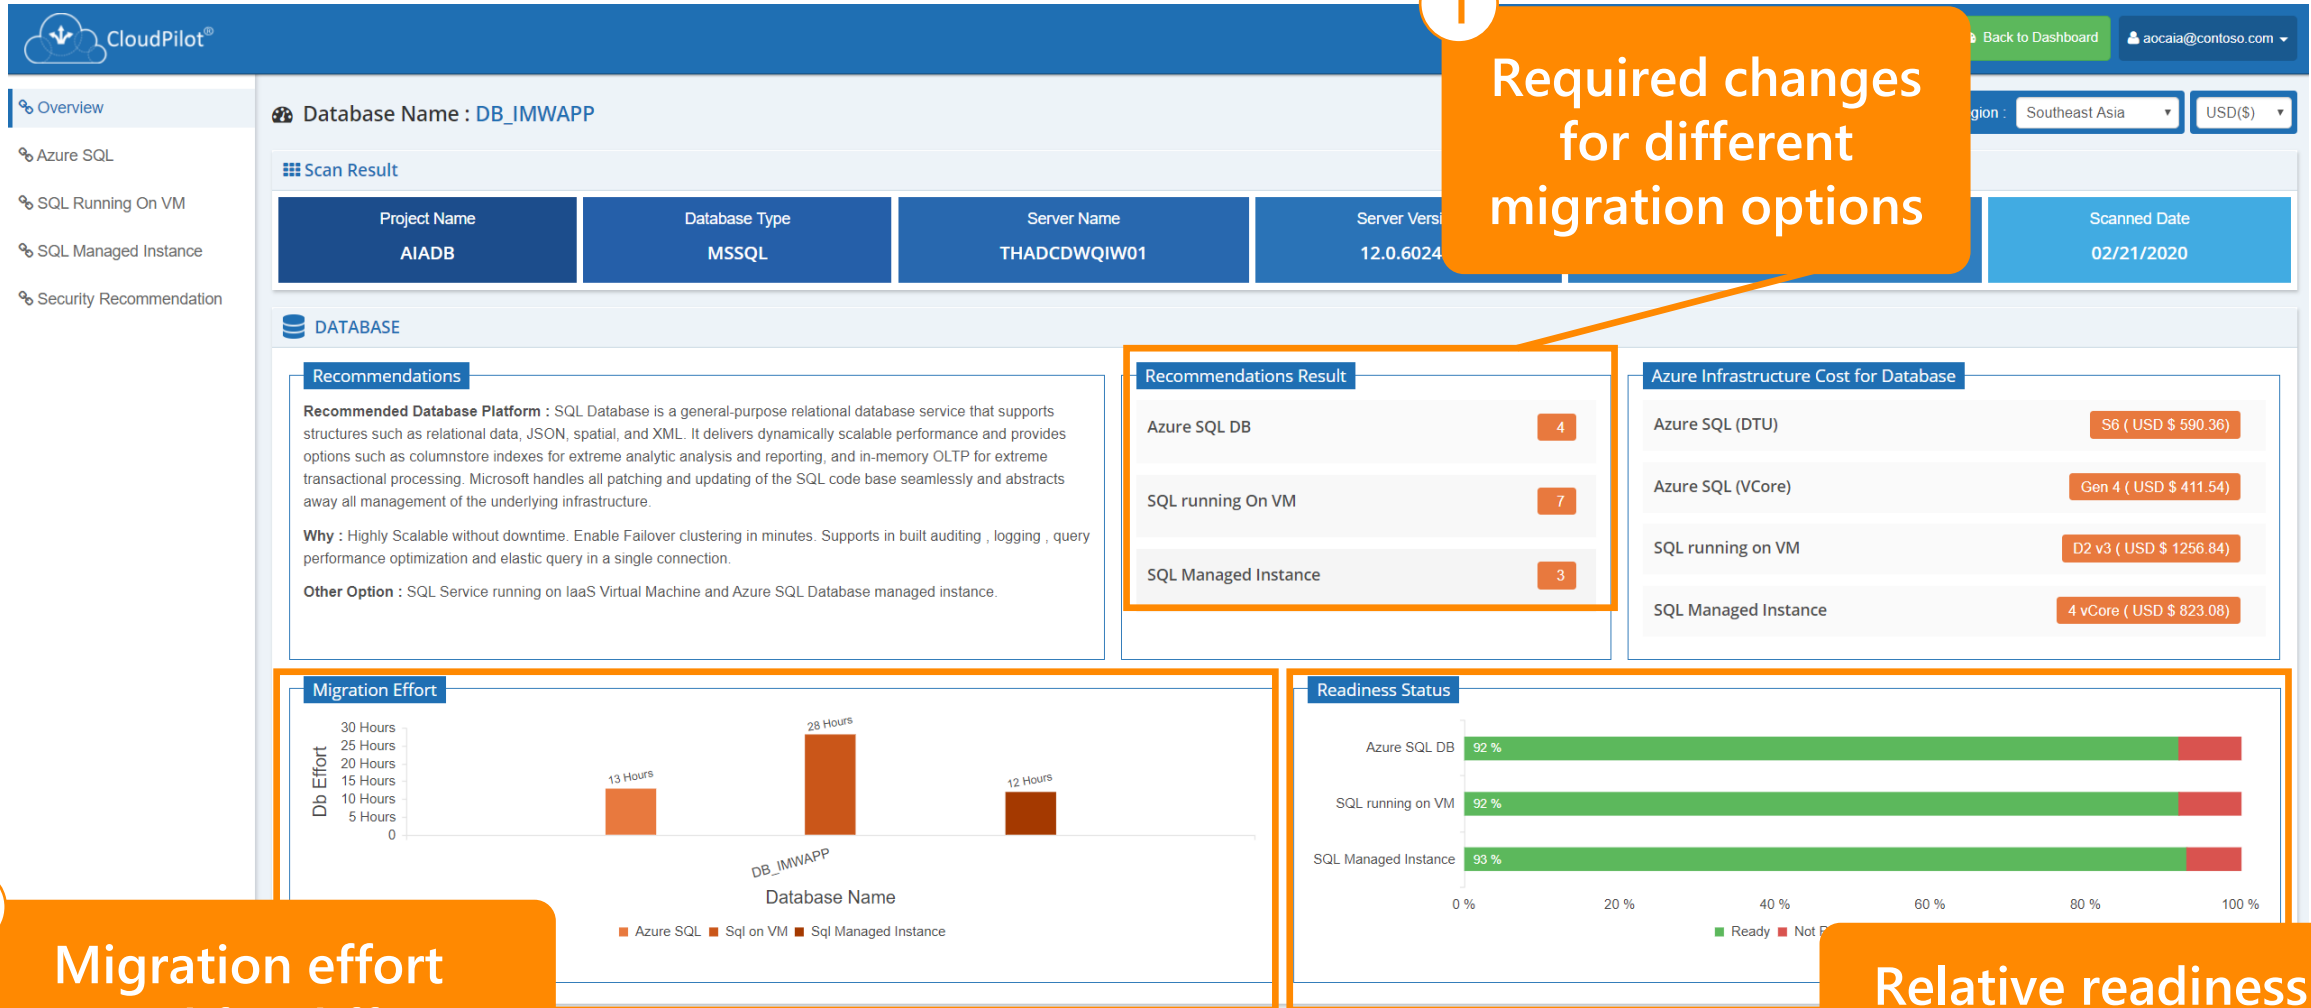 CloudPilot®
1
Back to Dashboard
aocaia@contoso.com
Required changes
for different
migration options
Overview
Azure SQL
SQL Running On VM
SQL Managed Instance
Security Recommendation
Database Name : DB_IMWAPP
Southeast Asia
USD($)
Scan Result
Project Name
AIADB
Database Type
MSSQL
Server Name
THADCDWQIW01
Server
12.0.6024
Scanned Date
02/21/2020
DATABASE
Recommendations
Recommended Database Platform : SQL Database is a general-purpose relational database service that supports
structures such as relational data, JSON, spatial, and XML. It delivers dynamically scalable performance and provides
options such as columnstore indexes for extreme analytic analysis and reporting, and in-memory OLTP for extreme
transactional processing. Microsoft handles all patching and updating of the SQL code base seamlessly and abstracts
away all management of the underlying infrastructure.
Why : Highly Scalable without downtime. Enable Failover clustering in minutes. Supports in built auditing , logging , query
performance optimization and elastic query in a single connection.
Other Option : SQL Service running on IaaS Virtual Machine and Azure SQL Database managed instance.
Recommendations Result
Azure SQL DB 4
SQL running On VM 7
SQL Managed Instance 3
Azure Infrastructure Cost for Database
Azure SQL (DTU) S6 ( USD $ 590.36)
Azure SQL (VCore) Gen 4 ( USD $ 411.54)
SQL running on VM D2 v3 ( USD $ 1256.84)
SQL Managed Instance 4 vCore ( USD $ 823.08)
Migration Effort
Db Effort
30 Hours
25 Hours
20 Hours
15 Hours
10 Hours
5 Hours
0
13 Hours
28 Hours
12 Hours
DB_IMWAPP
Database Name
Azure SQL Sql on VM Sql Managed Instance
Readiness Status
Azure SQL DB 92 %
SQL running on VM 92 %
SQL Managed Instance 93 %
0 % 20 % 40 % 60 % 80 % 100 %
Ready Not
Migration effort
Relative readiness